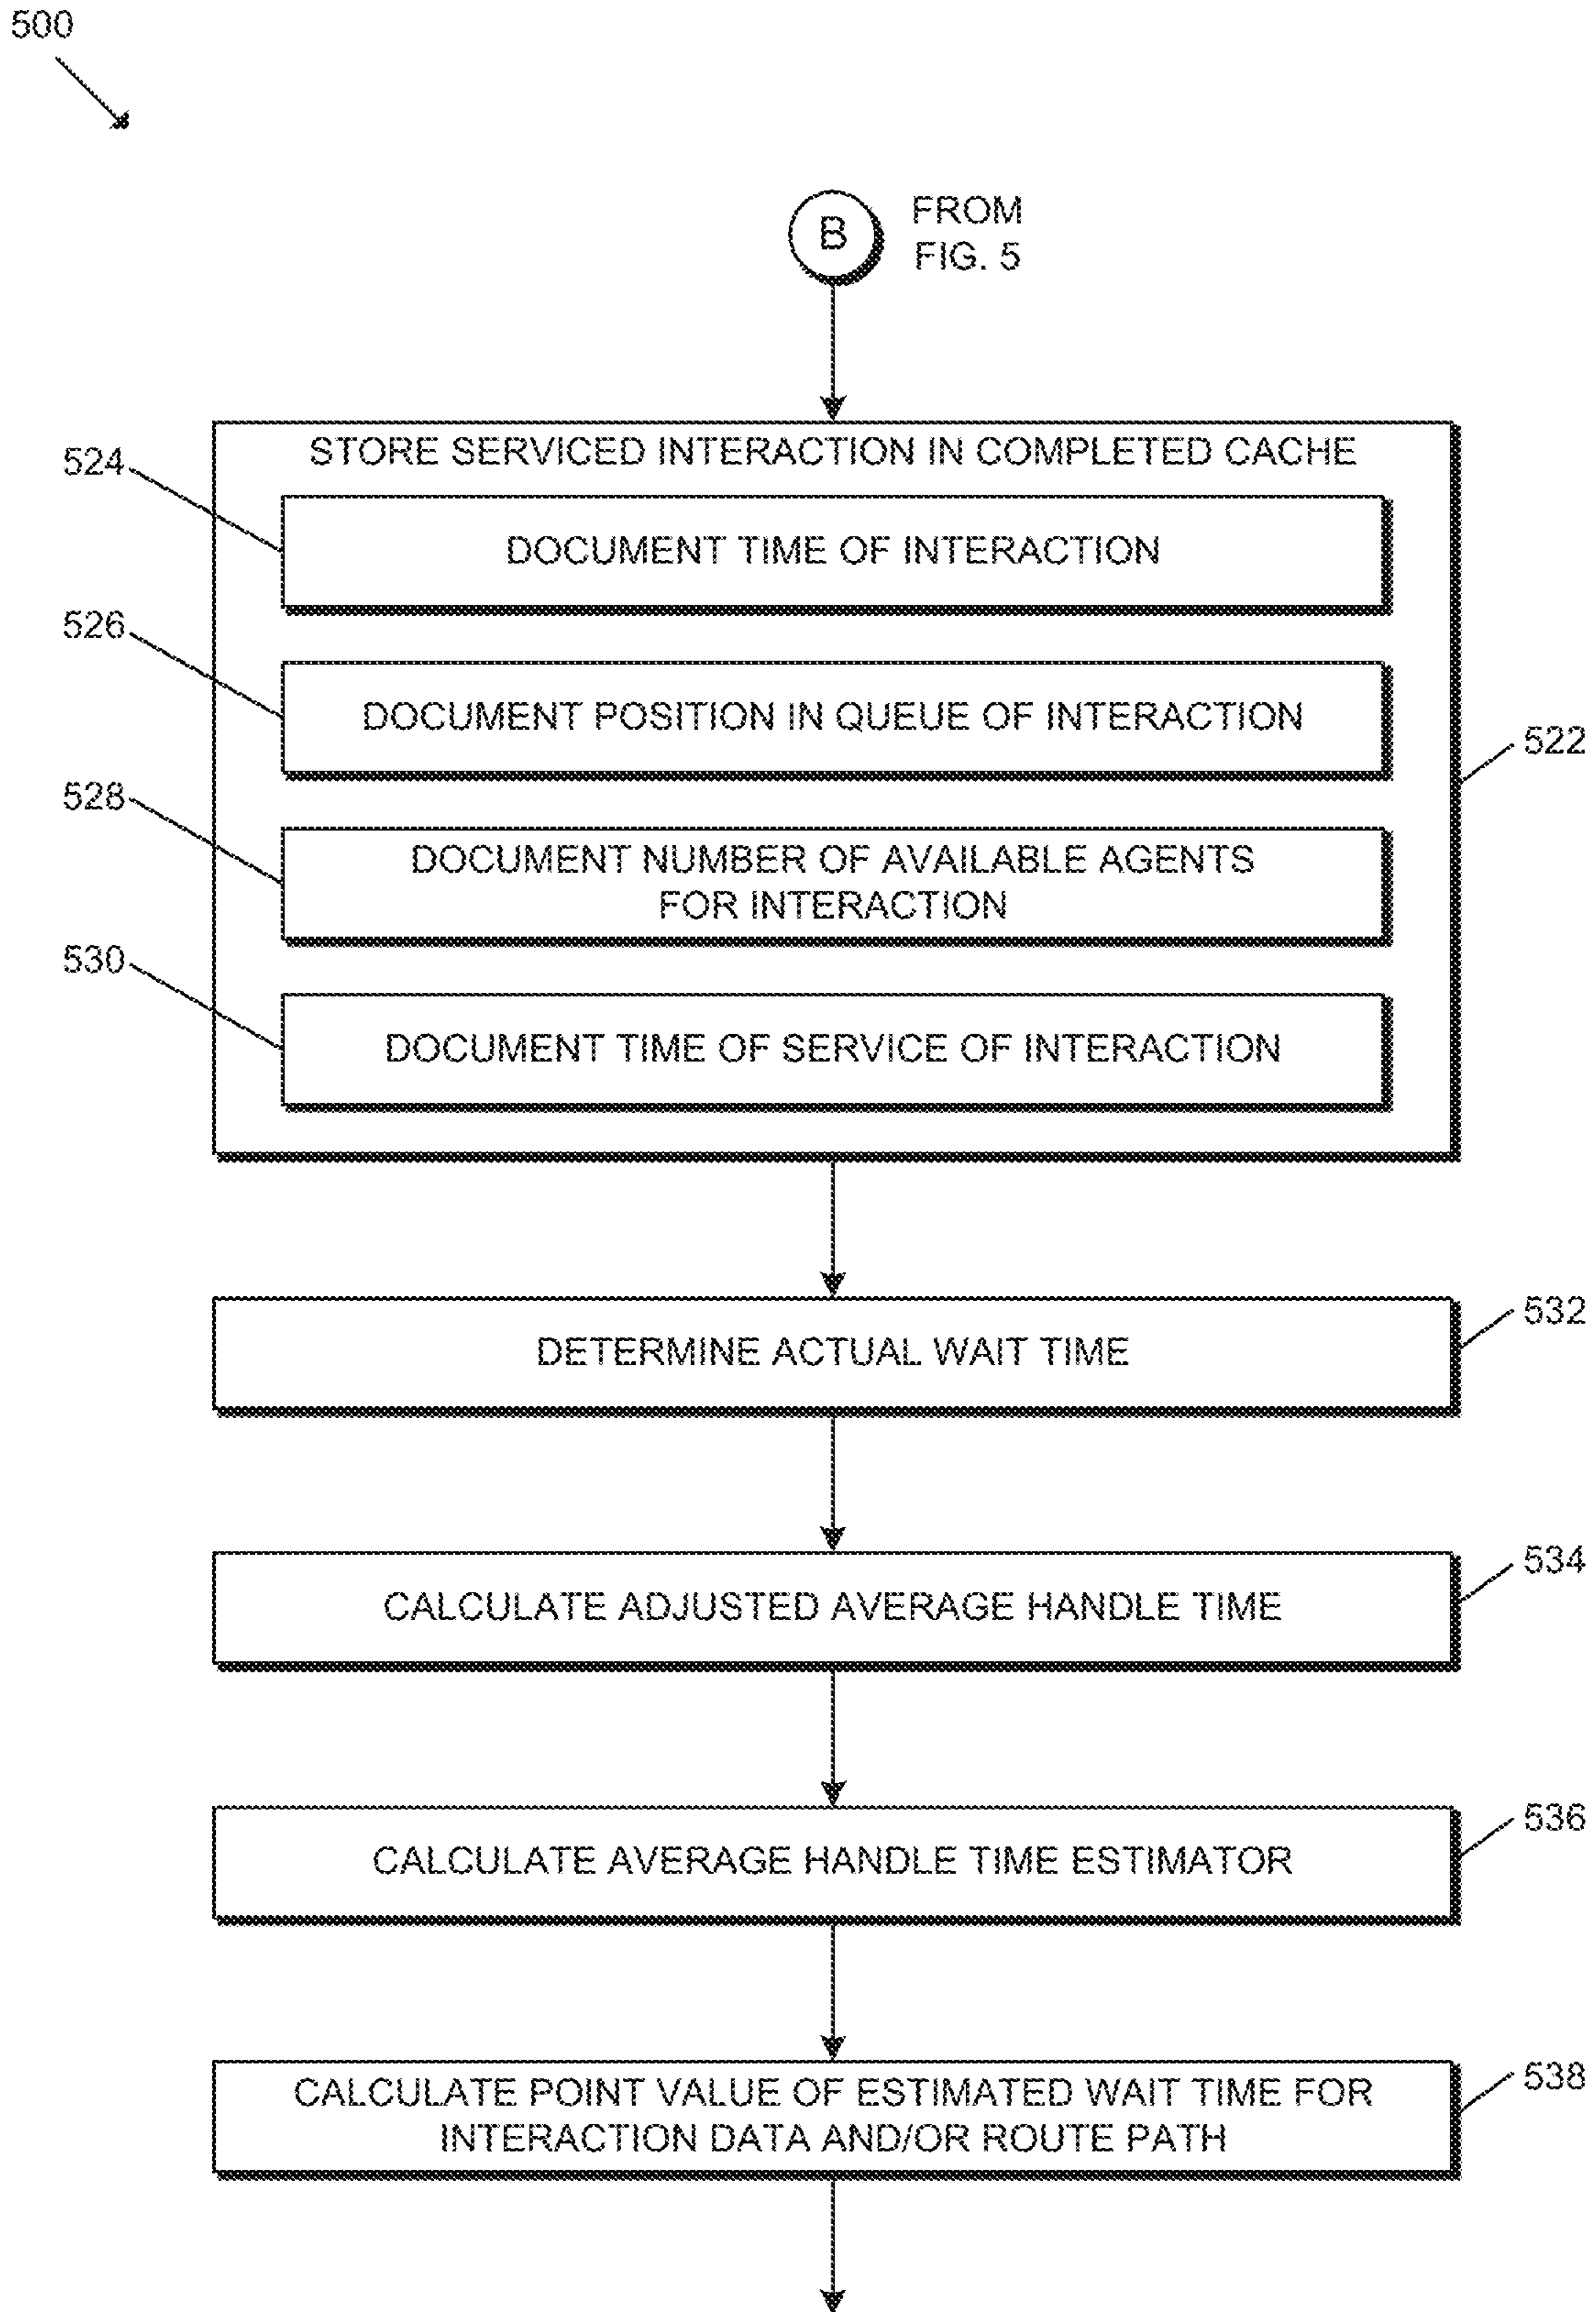 500
B
FROM
FIG. 5
STORE SERVICED INTERACTION IN COMPLETED CACHE
524
DOCUMENT TIME OF INTERACTION
526
DOCUMENT POSITION IN QUEUE OF INTERACTION
522
528
DOCUMENT NUMBER OF AVAILABLE AGENTS
FOR INTERACTION
530
DOCUMENT TIME OF SERVICE OF INTERACTION
532
DETERMINE ACTUAL WAIT TIME
534
CALCULATE ADJUSTED AVERAGE HANDLE TIME
536
CALCULATE AVERAGE HANDLE TIME ESTIMATOR
538
CALCULATE POINT VALUE OF ESTIMATED WAIT TIME FOR
INTERACTION DATA AND/OR ROUTE PATH